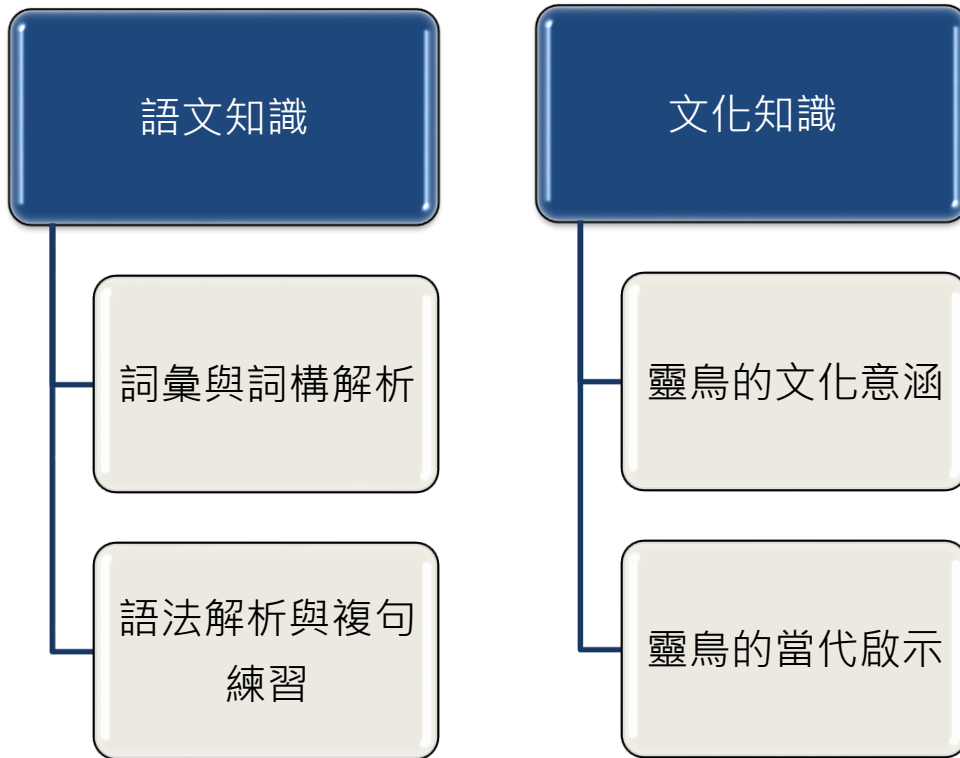 語文知識
詞彙與詞構解析
語法解析與複句
練習
文化知識
靈鳥的文化意涵
靈鳥的當代啟示